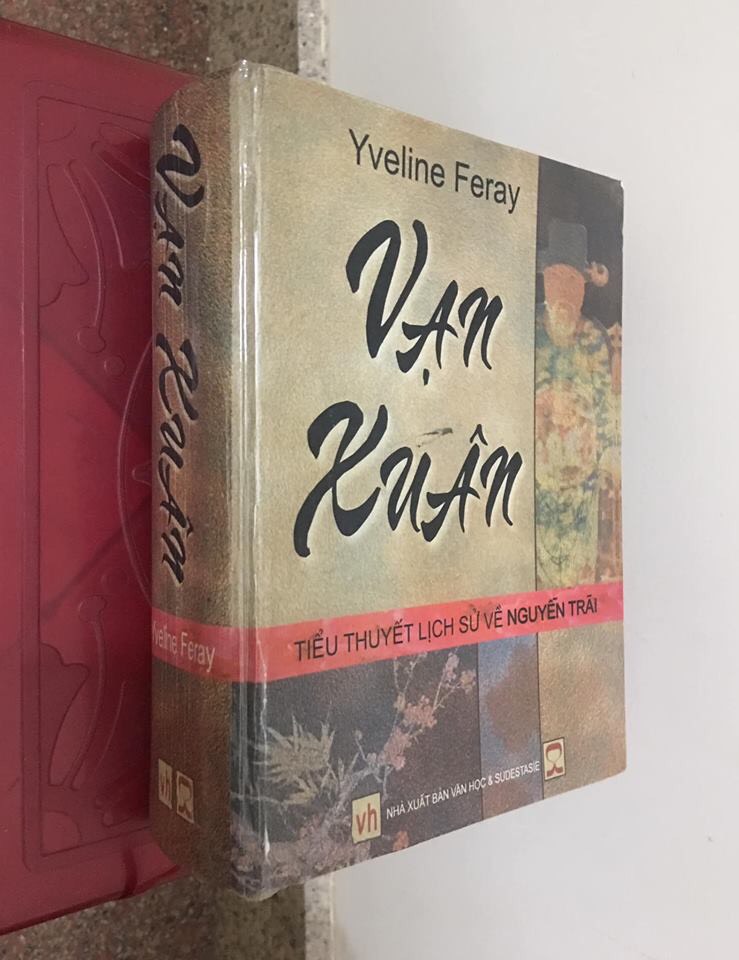 Yveline Feray
VẠN
XUÂN
TIỂU THUYẾT LỊCH SỬ VỀ NGUYỄN TRÃI
vh NHÀ XUẤT BẢN VĂN HỌC & SUDESTASIE
VẠN XUÂN
Yveline Feray
vh